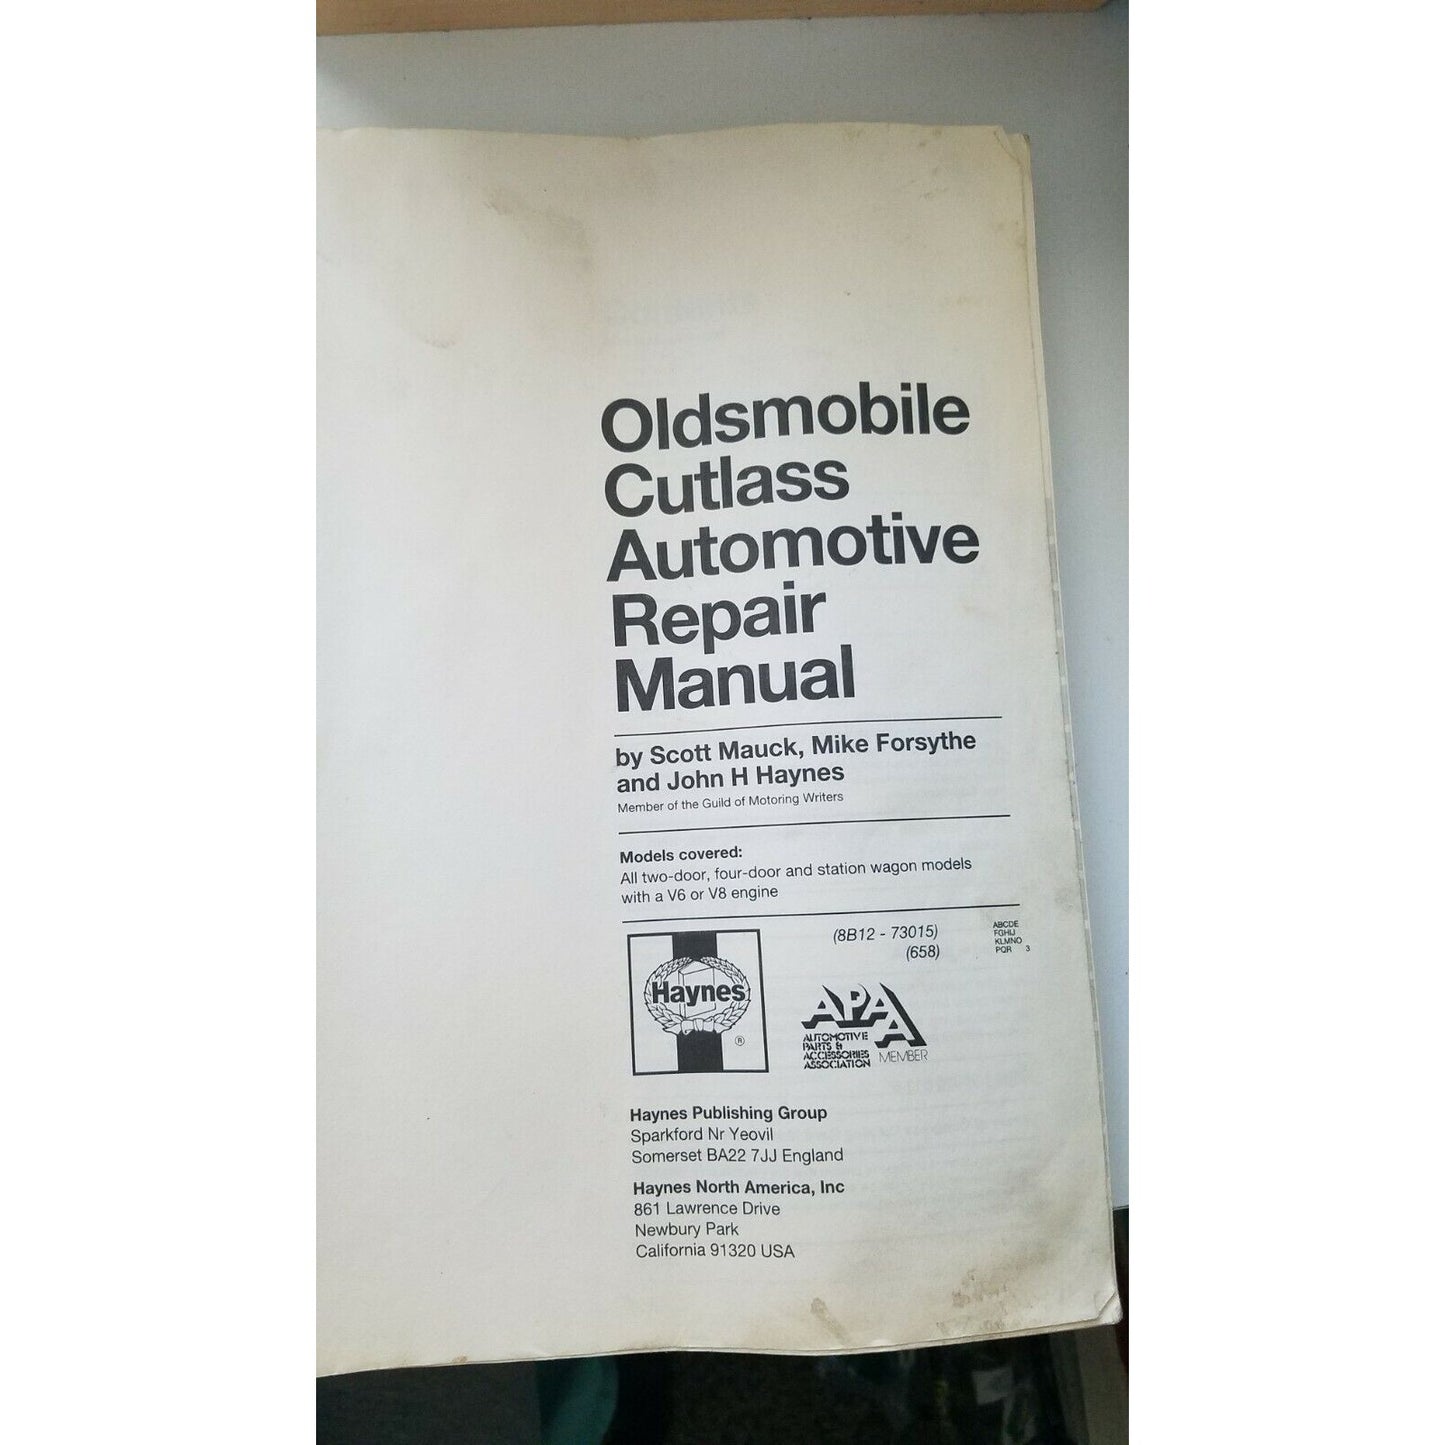 Oldsmobile
Cutlass
Automotive
Repair
Manual
by Scott Mauck, Mike Forsythe
and John H Haynes
Member of the Guild of Motoring Writers
Models covered:
All two-door, four-door and station wagon models
with a V6 or V8 engine
(8B12 - 73015)
(658)
ABCDE
FGHIJ
KLMNO
PQR 3
Haynes
®
APAA
AUTOMOTIVE
PARTS &
ACCESSORIES
ASSOCIATION MEMBER
Haynes Publishing Group
Sparkford Nr Yeovil
Somerset BA22 7JJ England
Haynes North America, Inc
861 Lawrence Drive
Newbury Park
California 91320 USA